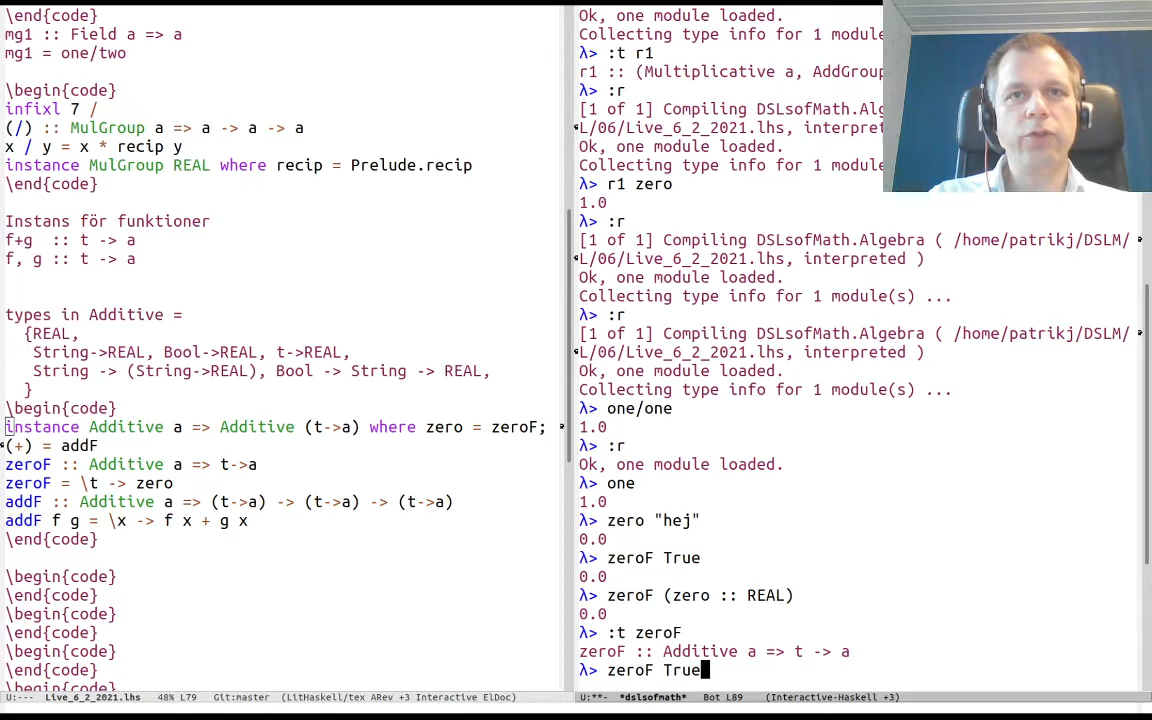 \end{code}
mg1 :: Field a => a
mg1 = one/two
\begin{code}
infixl 7 /
(/) :: MulGroup a => a -> a -> a
x / y = x * recip y
instance MulGroup REAL where recip = Prelude.recip
\end{code}
Instans för funktioner
f+g  :: t -> a
f, g :: t -> a
types in Additive =
{REAL,
String->REAL, Bool->REAL, t->REAL,
String -> (String->REAL), Bool -> String -> REAL,
}
\begin{code}
instance Additive a => Additive (t->a) where zero = zeroF;
(+) = addF
zeroF :: Additive a => t->a
zeroF = \t -> zero
addF :: Additive a => (t->a) -> (t->a) -> (t->a)
addF f g = \x -> f x + g x
\end{code}
\begin{code}
\end{code}
\begin{code}
\end{code}
\begin{code}
\end{code}
\begin
U:---  Live_6_2_2021.lhs   48% L79   Git:master  (LitHaskell/tex ARev +3 Interactive ElDoc)
Ok, one module loaded.
Collecting type info for 1 module
λ> :t r1
r1 :: (Multiplicative a, AddGroup
λ> :r
[1 of 1] Compiling DSLsofMath.Alg
L/06/Live_6_2_2021.lhs, interpret
Ok, one module loaded.
Collecting type info for 1 module
λ> r1 zero
1.0
λ> :r
[1 of 1] Compiling DSLsofMath.Algebra ( /home/patrikj/DSLM/
L/06/Live_6_2_2021.lhs, interpreted )
Ok, one module loaded.
Collecting type info for 1 module(s) ...
λ> :r
[1 of 1] Compiling DSLsofMath.Algebra ( /home/patrikj/DSLM/
L/06/Live_6_2_2021.lhs, interpreted )
Ok, one module loaded.
Collecting type info for 1 module(s) ...
λ> one/one
1.0
λ> :r
Ok, one module loaded.
λ> one
1.0
λ> zero "hej"
0.0
λ> zeroF True
0.0
λ> zeroF (zero :: REAL)
0.0
λ> :t zeroF
zeroF :: Additive a => t -> a
λ> zeroF True
U:**-  *dslsofmath*   Bot L89   (Interactive-Haskell +3)